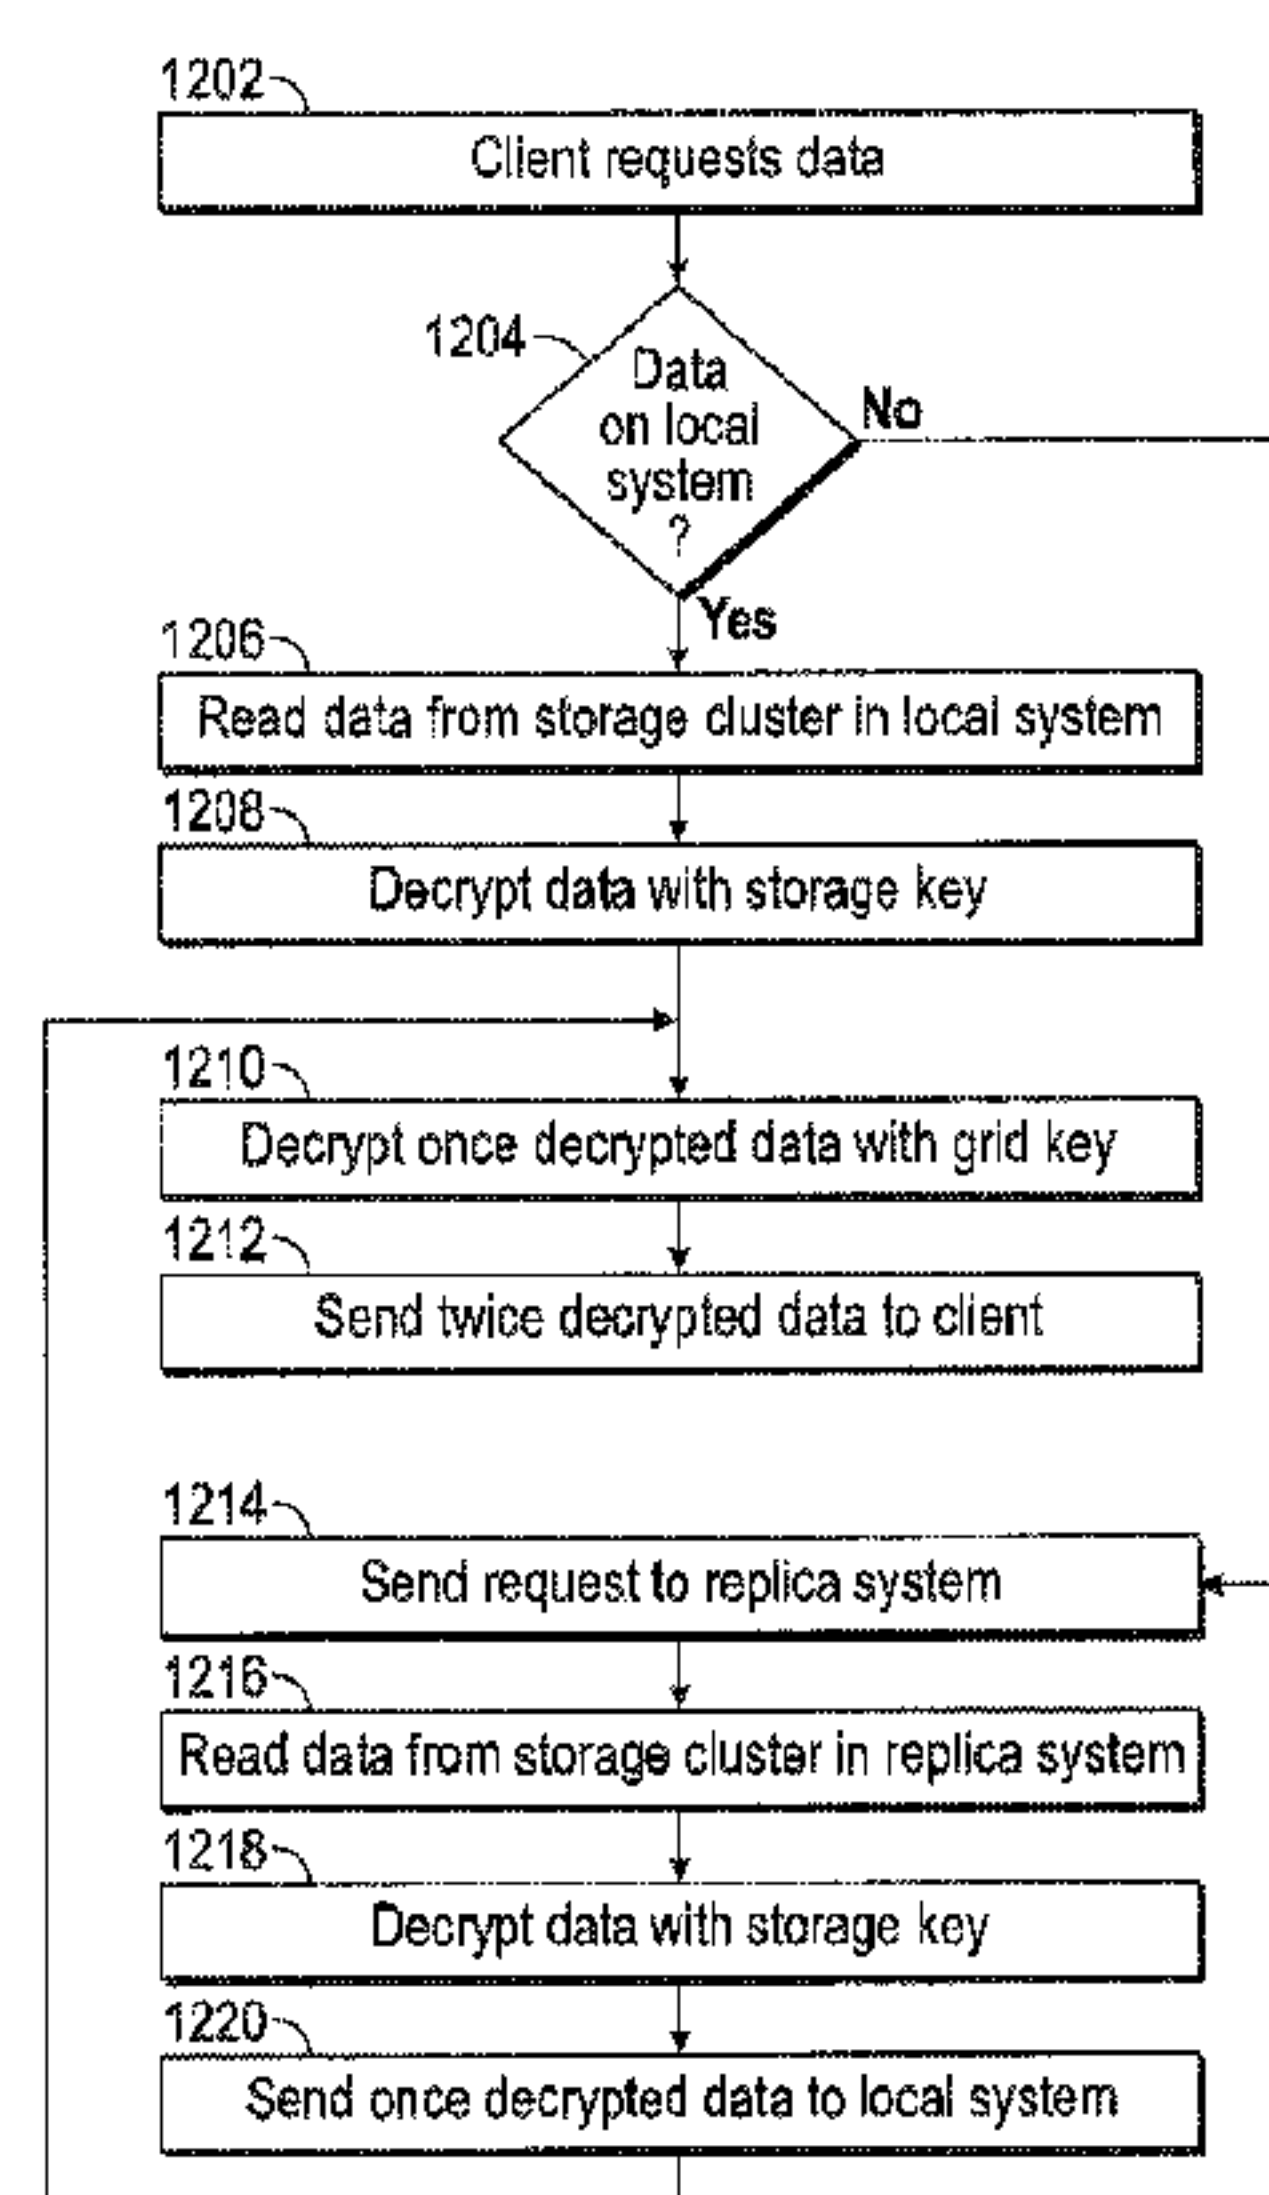 1202
Client requests data
1204
Data
on local
system
?
No
Yes
1206
Read data from storage cluster in local system
1208
Decrypt data with storage key
1210
Decrypt once decrypted data with grid key
1212
Send twice decrypted data to client
1214
Send request to replica system
1216
Read data from storage cluster in replica system
1218
Decrypt data with storage key
1220
Send once decrypted data to local system